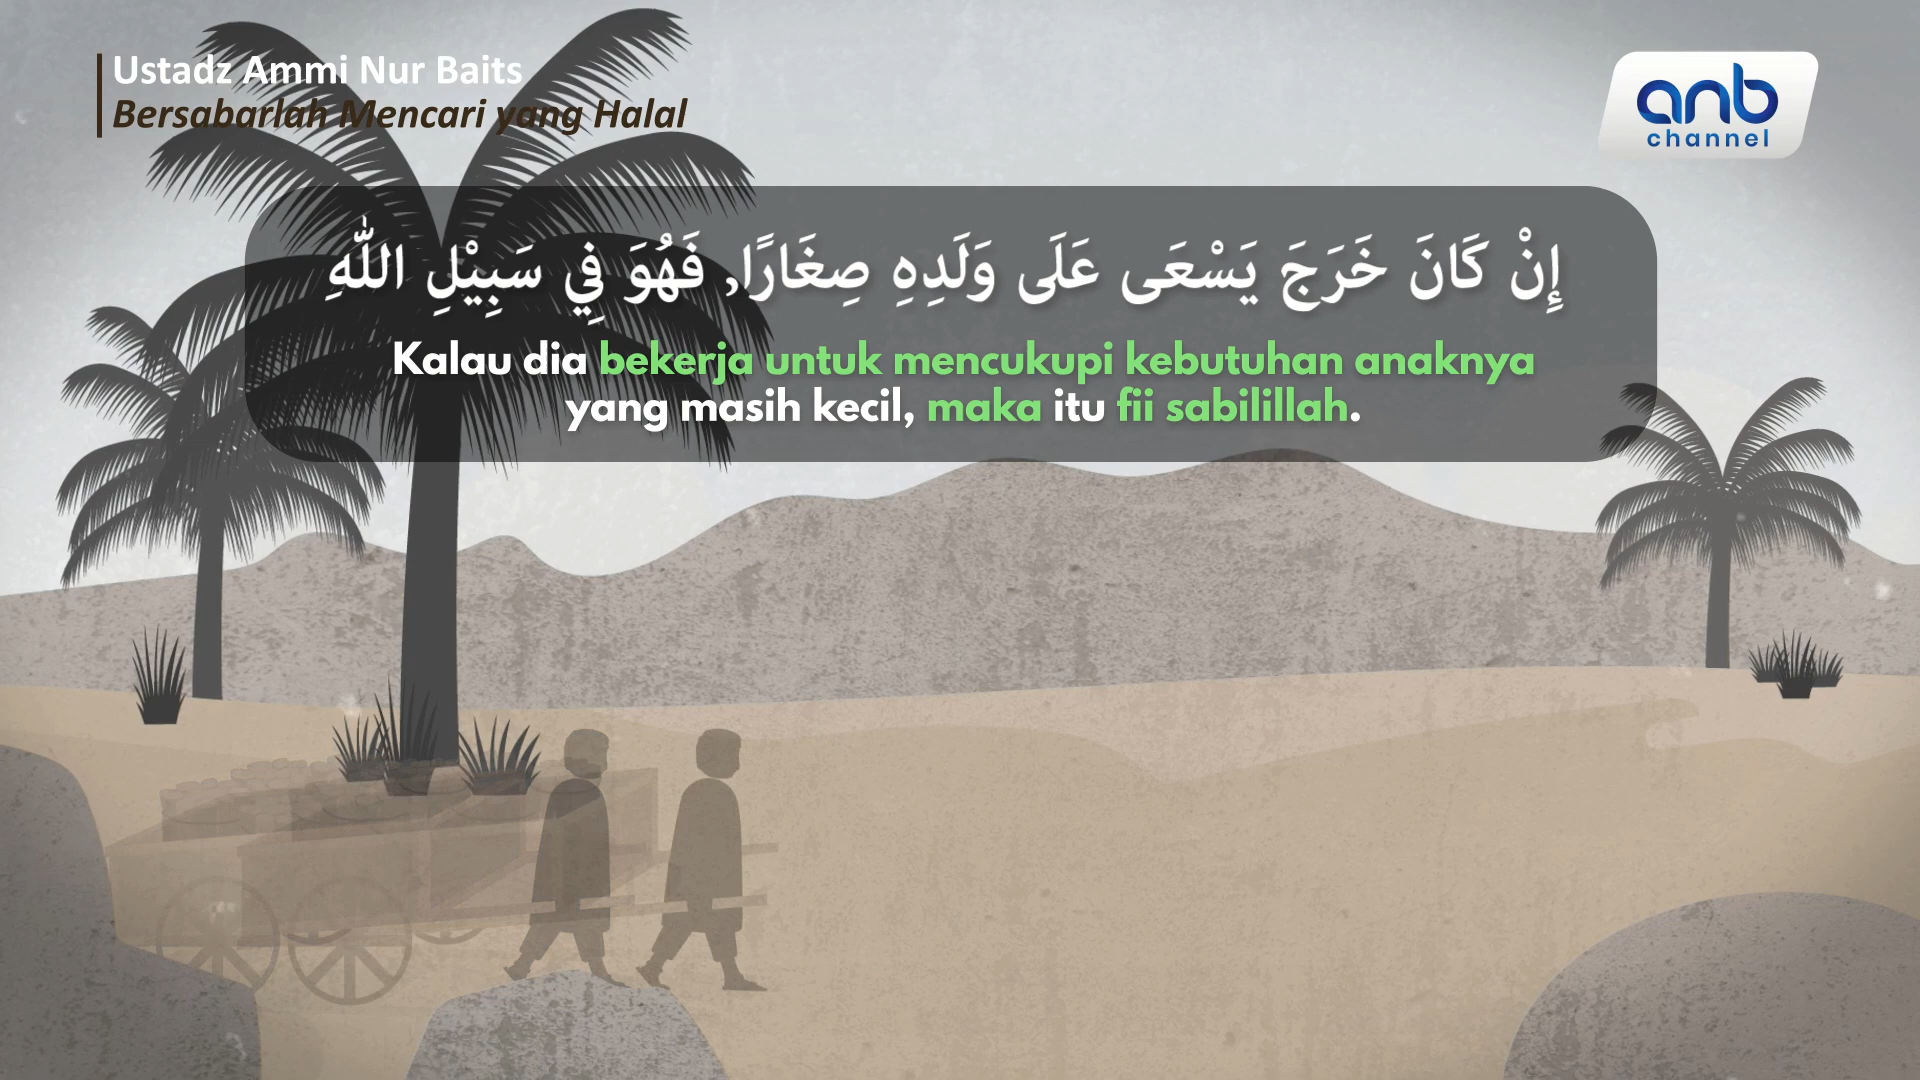 Ustadz Ammi Nur Baits
Bersabarlah Mencari yang Halal
anb
channel
إِنْ كَانَ خَرَجَ يَسْعَى عَلَى وَلَدِهِ صِغَارًا, فَهُوَ فِي سَبِيْلِ اللّٰهِ
Kalau dia bekerja untuk mencukupi kebutuhan anaknya
yang masih kecil, maka itu fii sabilillah.